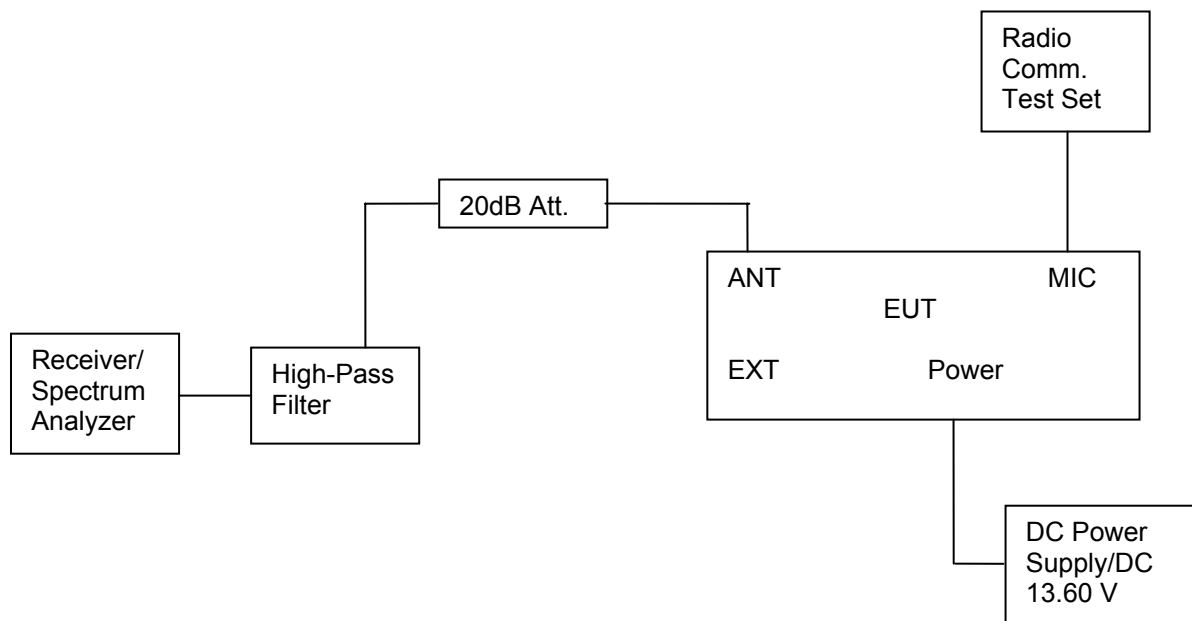 Radio
Comm.
Test Set
20dB Att.
ANT
MIC
EUT
Receiver/
Spectrum
Analyzer
High-Pass
Filter
EXT
Power
DC Power
Supply/DC
13.60 V